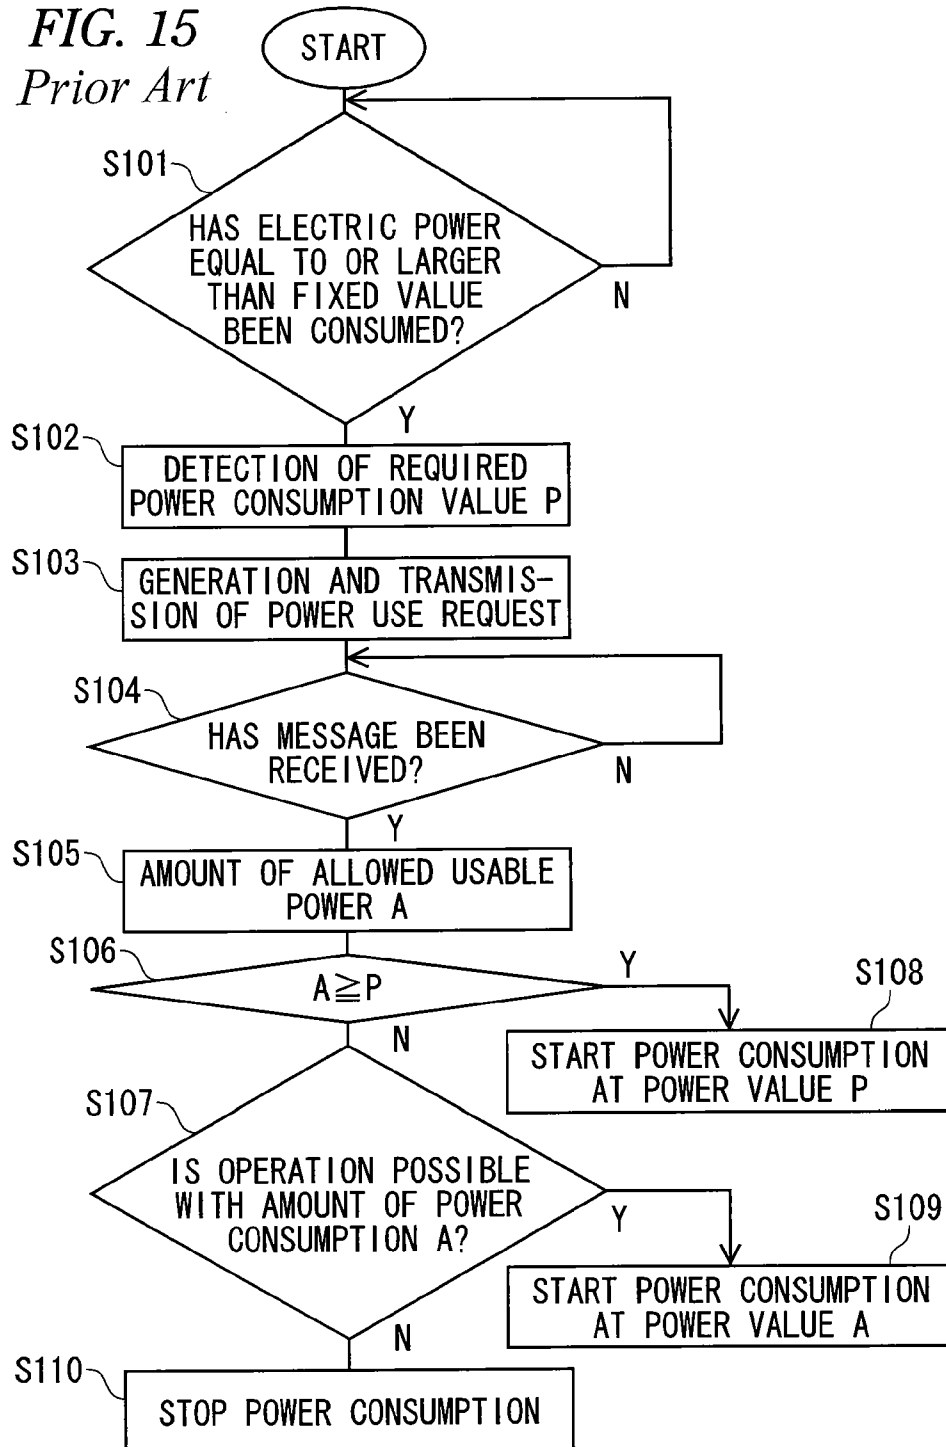 FIG. 15
Prior Art
START
S101
HAS ELECTRIC POWER
EQUAL TO OR LARGER
THAN FIXED VALUE
BEEN CONSUMED?
N
Y
S102
DETECTION OF REQUIRED
POWER CONSUMPTION VALUE P
S103
GENERATION AND TRANSMIS-
SION OF POWER USE REQUEST
S104
HAS MESSAGE BEEN
RECEIVED?
N
Y
S105
AMOUNT OF ALLOWED USABLE
POWER A
S106
A≧P
Y
N
S108
START POWER CONSUMPTION
AT POWER VALUE P
S107
IS OPERATION POSSIBLE
WITH AMOUNT OF POWER
CONSUMPTION A?
Y
N
S109
START POWER CONSUMPTION
AT POWER VALUE A
S110
STOP POWER CONSUMPTION